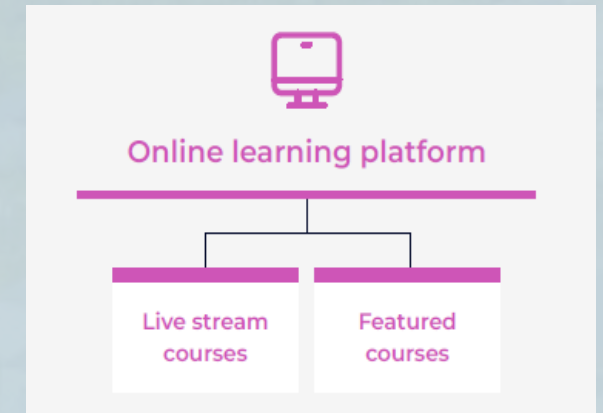 Online learning platform
Live stream
courses
Featured
courses